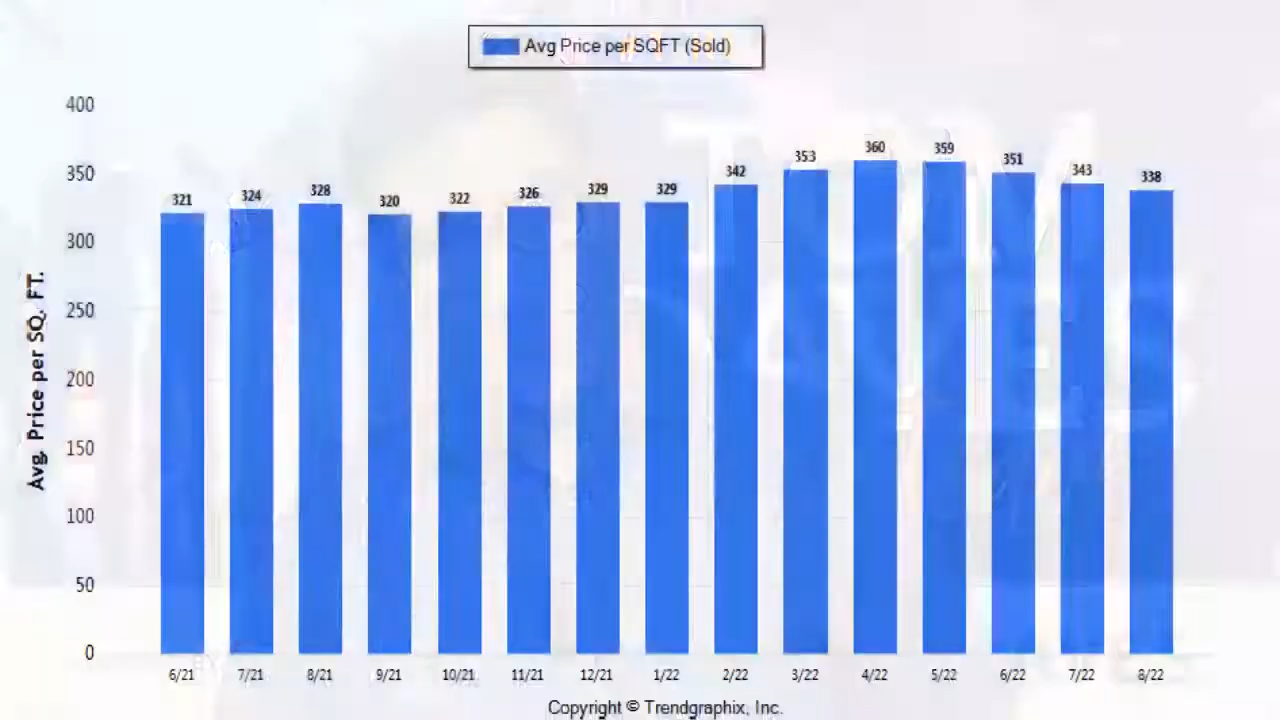 Avg Price per SQFT (Sold)
400
350
300
250
200
150
100
50
0
Avg. Price per SQ. FT.
321 324 328 320 322 326 329 329 342 353 360 359 351 343 338
6/21 7/21 8/21 9/21 10/21 11/21 12/21 1/22 2/22 3/22 4/22 5/22 6/22 7/22 8/22
Copyright © Trendgraphix, Inc.